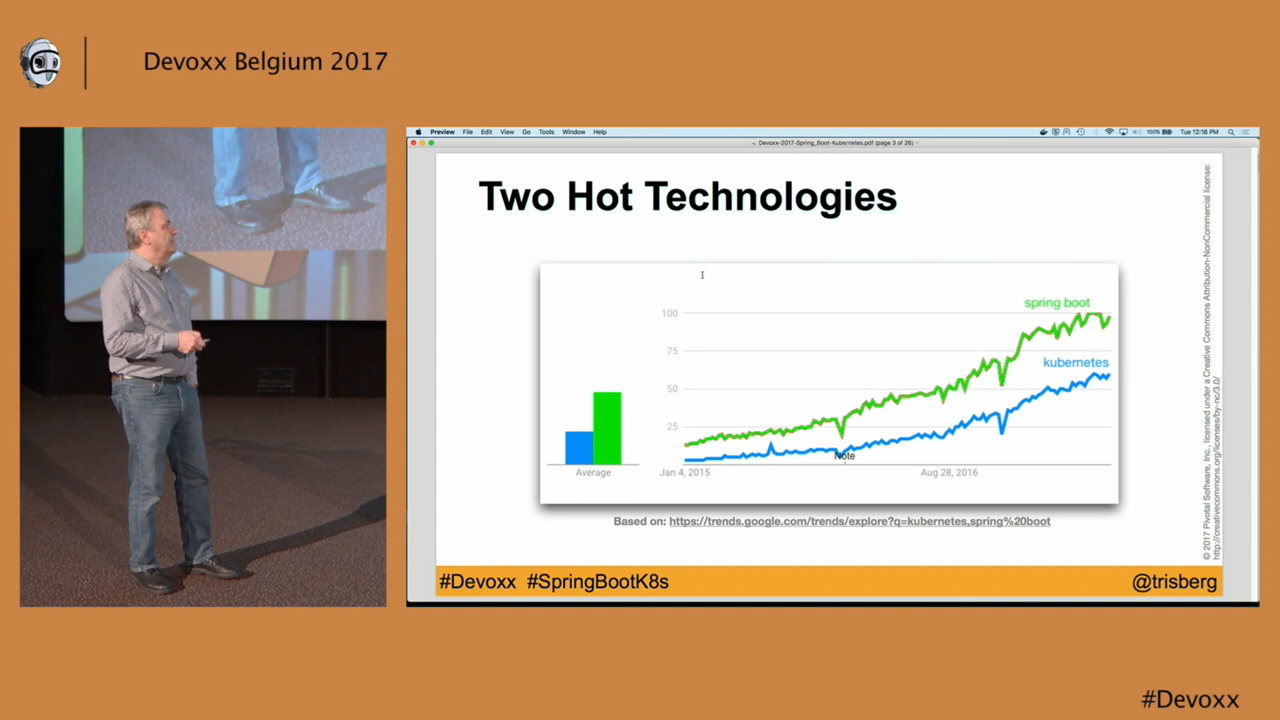 Devoxx Belgium 2017
Preview File Edit View Go Tools Window Help
100% Tue 12:16 PM
Devoxx-2017-Spring_Boot-Kubernetes.pdf (page 3 of 26)
Two Hot Technologies
spring boot
kubernetes
100
75
50
25
Note
Average
Jan 4, 2015
Aug 28, 2016
Based on: https://trends.google.com/trends/explore?q=kubernetes,spring%20boot
© 2017 Pivotal Software, Inc., licensed under a Creative Commons Attribution-NonCommercial license:
http://creativecommons.org/licenses/by-nc/3.0/
#Devoxx #SpringBootK8s
@trisberg
#Devoxx